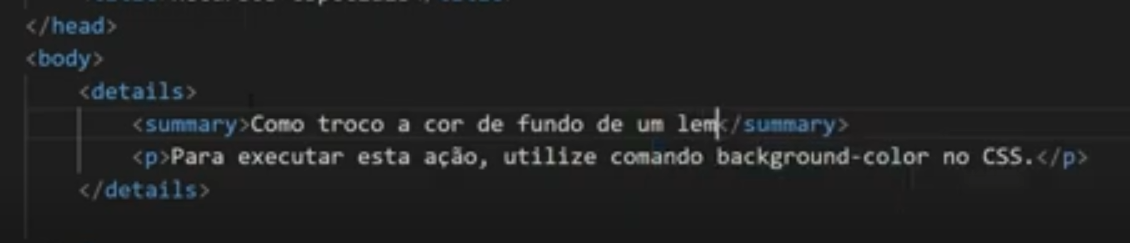 </head>
<body>
<details>
<summary>Como troco a cor de fundo de um lem</summary>
<p>Para executar esta ação, utilize comando background-color no CSS.</p>
</details>